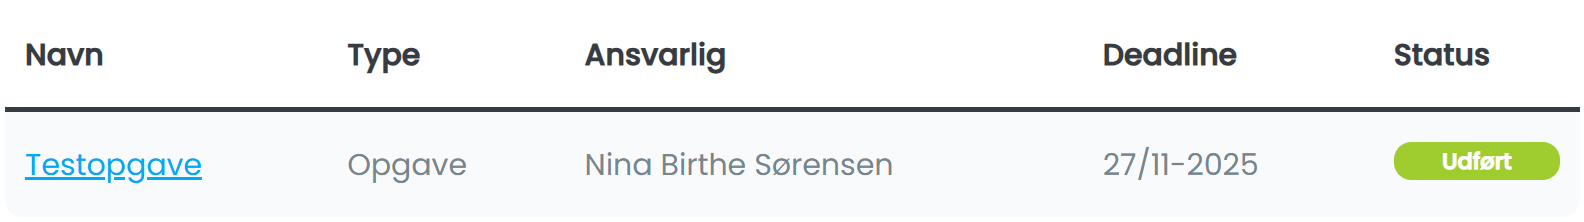 Navn Type Ansvarlig Deadline Status
Testopgave Opgave Nina Birthe Sørensen 27/11-2025 Udført